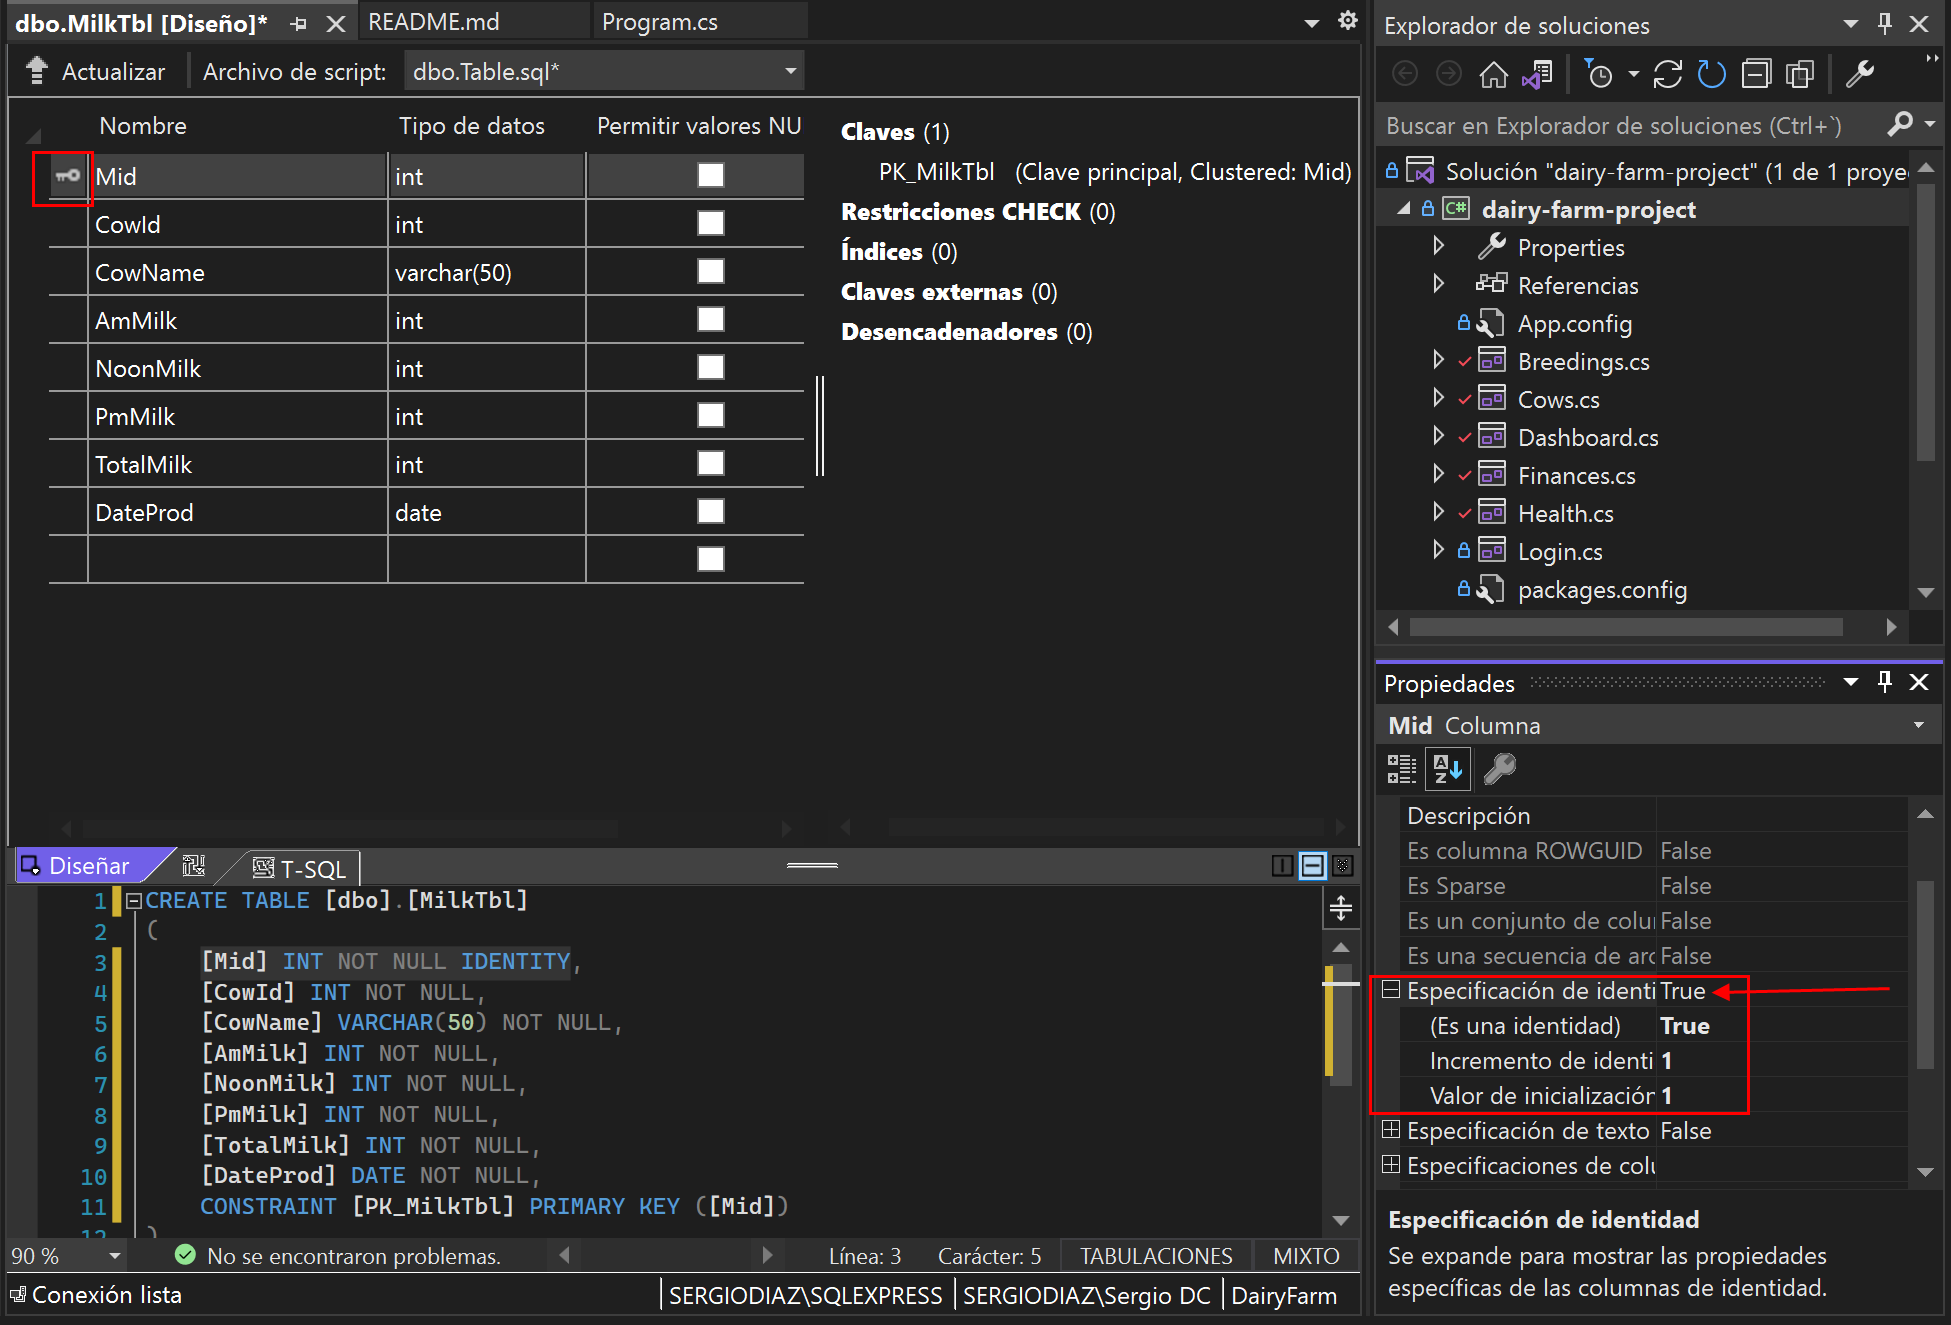 dbo.MilkTbl [Diseño]*
README.md
Program.cs
Actualizar
Archivo de script:
dbo.Table.sql*
Nombre
Tipo de datos
Permitir valores NU
Mid
int
CowId
int
CowName
varchar(50)
AmMilk
int
NoonMilk
int
PmMilk
int
TotalMilk
int
DateProd
date
Claves (1)
PK_MilkTbl (Clave principal, Clustered: Mid)
Restricciones CHECK (0)
Índices (0)
Claves externas (0)
Desencadenadores (0)
Diseñar
T-SQL
1 CREATE TABLE [dbo].[MilkTbl]
2 (
3 [Mid] INT NOT NULL IDENTITY,
4 [CowId] INT NOT NULL,
5 [CowName] VARCHAR(50) NOT NULL,
6 [AmMilk] INT NOT NULL,
7 [NoonMilk] INT NOT NULL,
8 [PmMilk] INT NOT NULL,
9 [TotalMilk] INT NOT NULL,
10 [DateProd] DATE NOT NULL,
11 CONSTRAINT [PK_MilkTbl] PRIMARY KEY ([Mid])
12 )
90 %
No se encontraron problemas.
Línea: 3
Carácter: 5
TABULACIONES
MIXTO
Conexión lista
SERGIODIAZ\SQLEXPRESS
SERGIODIAZ\Sergio DC
DairyFarm
Explorador de soluciones
Buscar en Explorador de soluciones (Ctrl+`)
Solución "dairy-farm-project" (1 de 1 proye
C# dairy-farm-project
Properties
Referencias
App.config
Breedings.cs
Cows.cs
Dashboard.cs
Finances.cs
Health.cs
Login.cs
packages.config
Propiedades
Mid Columna
Descripción
Es columna ROWGUID False
Es Sparse False
Es un conjunto de colu False
Es una secuencia de arc False
Especificación de identi True
(Es una identidad) True
Incremento de identi 1
Valor de inicialización 1
Especificación de texto False
Especificaciones de colu
Especificación de identidad
Se expande para mostrar las propiedades
específicas de las columnas de identidad.